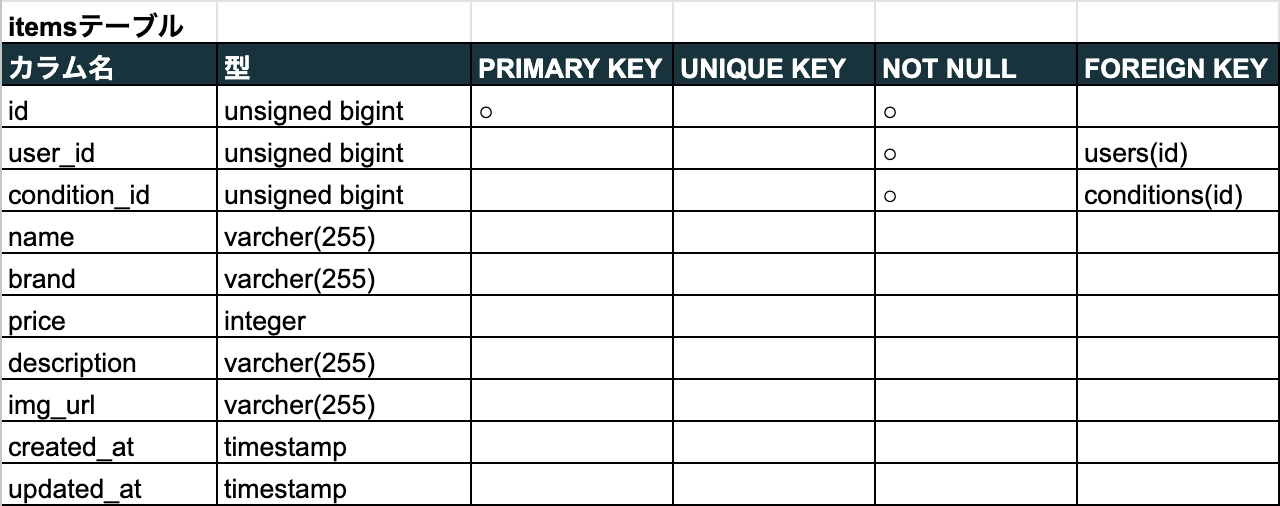 itemsテーブル
カラム名 型 PRIMARY KEY UNIQUE KEY NOT NULL FOREIGN KEY
id unsigned bigint ○ ○
user_id unsigned bigint ○ users(id)
condition_id unsigned bigint ○ conditions(id)
name varcher(255)
brand varcher(255)
price integer
description varcher(255)
img_url varcher(255)
created_at timestamp
updated_at timestamp